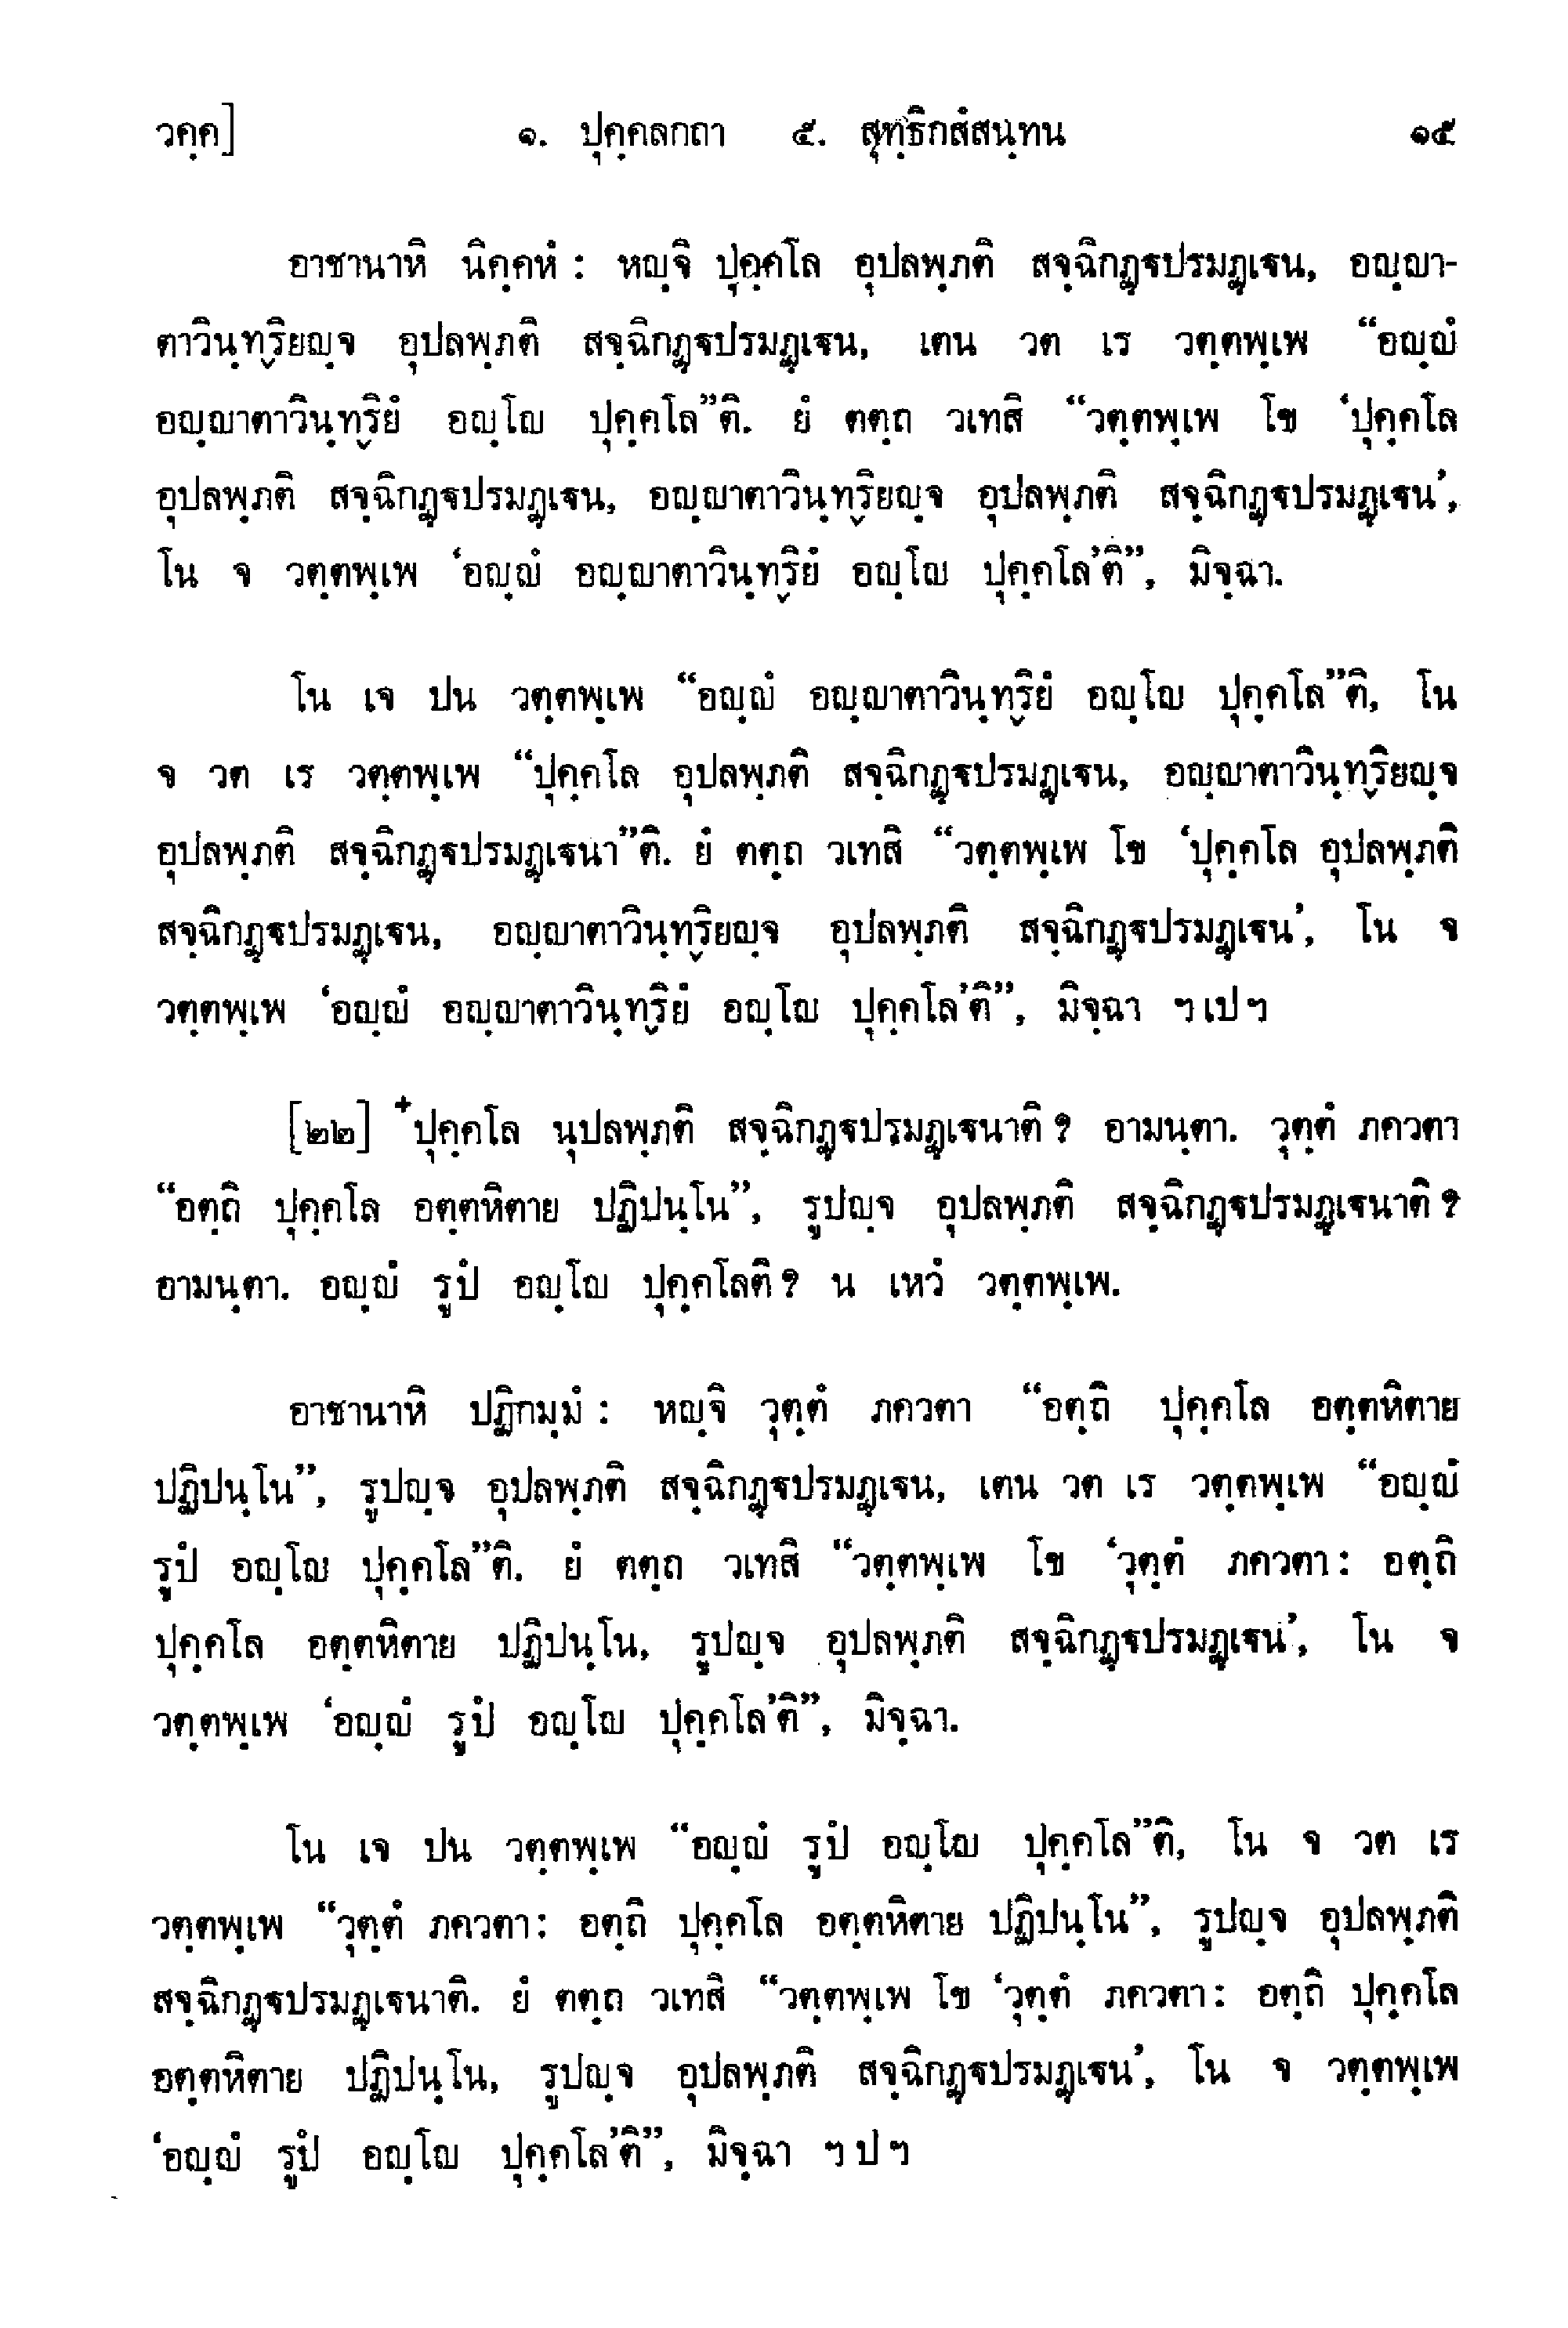 วคฺค] ๑. ปุคฺคลกถา ๕. สุทฺธิกสํสนฺทน ๑๕
อาชานาหิ นิคฺคหํ : หญฺจิ ปุคฺคโล อุปลพฺภติ สจฺฉิกฏฺฐปรมฏฺเฐน, อญฺญา-
ตาวินฺทฺริยญฺจ อุปลพฺภติ สจฺฉิกฏฺฐปรมฏฺเฐน, เตน วต เร วตฺตพฺเพ “อญฺญํ
อญฺญาตาวินฺทฺริยํ อญฺโญ ปุคฺคโล”ติ. ยํ ตตฺถ วเทสิ “วตฺตพฺเพ โข ‘ปุคฺคโล
อุปลพฺภติ สจฺฉิกฏฺฐปรมฏฺเฐน, อญฺญาตาวินฺทฺริยญฺจ อุปลพฺภติ สจฺฉิกฏฺฐปรมฏฺเฐน’,
โน จ วตฺตพฺเพ ‘อญฺญํ อญฺญาตาวินฺทฺริยํ อญฺโญ ปุคฺคโล’ติ”, มิจฺฉา.
โน เจ ปน วตฺตพฺเพ “อญฺญํ อญฺญาตาวินฺทฺริยํ อญฺโญ ปุคฺคโล”ติ, โน
จ วต เร วตฺตพฺเพ “ปุคฺคโล อุปลพฺภติ สจฺฉิกฏฺฐปรมฏฺเฐน, อญฺญาตาวินฺทฺริยญฺจ
อุปลพฺภติ สจฺฉิกฏฺฐปรมฏฺเฐนา”ติ. ยํ ตตฺถ วเทสิ “วตฺตพฺเพ โข ‘ปุคฺคโล อุปลพฺภติ
สจฺฉิกฏฺฐปรมฏฺเฐน, อญฺญาตาวินฺทฺริยญฺจ อุปลพฺภติ สจฺฉิกฏฺฐปรมฏฺเฐน’, โน จ
วตฺตพฺเพ ‘อญฺญํ อญฺญาตาวินฺทฺริยํ อญฺโญ ปุคฺคโล’ติ”, มิจฺฉา ฯ เป ฯ
[๒๒] +ปุคฺคโล นุปลพฺภติ สจฺฉิกฏฺฐปรมฏฺเฐนาติ ? อามนฺตา. วุตฺตํ ภควตา
“อตฺถิ ปุคฺคโล อตฺตหิตาย ปฏิปนฺโน”, รูปญฺจ อุปลพฺภติ สจฺฉิกฏฺฐปรมฏฺเฐนาติ ?
อามนฺตา. อญฺญํ รูปํ อญฺโญ ปุคฺคโลติ ? น เหวํ วตฺตพฺเพ.
อาชานาหิ ปฏิกมฺมํ : หญฺจิ วุตฺตํ ภควตา “อตฺถิ ปุคฺคโล อตฺตหิตาย
ปฏิปนฺโน”, รูปญฺจ อุปลพฺภติ สจฺฉิกฏฺฐปรมฏฺเฐน, เตน วต เร วตฺตพฺเพ “อญฺญํ
รูปํ อญฺโญ ปุคฺคโล”ติ. ยํ ตตฺถ วเทสิ “วตฺตพฺเพ โข ‘วุตฺตํ ภควตา : อตฺถิ
ปุคฺคโล อตฺตหิตาย ปฏิปนฺโน, รูปญฺจ อุปลพฺภติ สจฺฉิกฏฺฐปรมฏฺเฐน’, โน จ
วตฺตพฺเพ ‘อญฺญํ รูปํ อญฺโญ ปุคฺคโล’ติ”, มิจฺฉา.
โน เจ ปน วตฺตพฺเพ “อญฺญํ รูปํ อญฺโญ ปุคฺคโล”ติ, โน จ วต เร
วตฺตพฺเพ “วุตฺตํ ภควตา : อตฺถิ ปุคฺคโล อตฺตหิตาย ปฏิปนฺโน”, รูปญฺจ อุปลพฺภติ
สจฺฉิกฏฺฐปรมฏฺเฐนาติ. ยํ ตตฺถ วเทสิ “วตฺตพฺเพ โข ‘วุตฺตํ ภควตา : อตฺถิ ปุคฺคโล
อตฺตหิตาย ปฏิปนฺโน, รูปญฺจ อุปลพฺภติ สจฺฉิกฏฺฐปรมฏฺเฐน’, โน จ วตฺตพฺเพ
‘อญฺญํ รูปํ อญฺโญ ปุคฺคโล’ติ”, มิจฺฉา ฯ ป ฯ